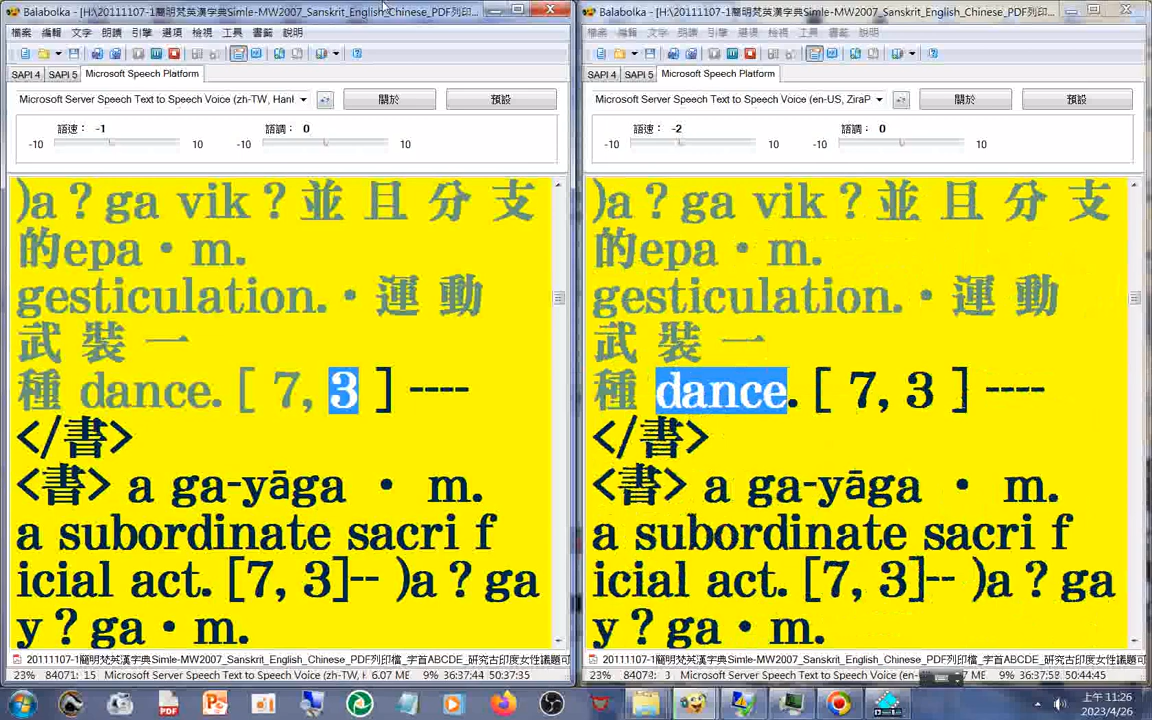 Balabolka - [H:\20111107-1簡明梵英漢字典Simle-MW2007_Sanskrit_English_Chinese_PDF列印...
檔案 編輯 文字 朗讀 引擎 選項 檢視 工具 書籤 說明
SAPI 4 SAPI 5 Microsoft Speech Platform
Microsoft Server Speech Text to Speech Voice (zh-TW, HanH
關於 預設
語速： -1 語調： 0
-10 10 -10 10
)a ? ga vik ? 並 且 分 支
的epa • m.
gesticulation. • 運 動
武 裝 一
種 dance. [ 7, 3 ] ----
</書>
<書> a ga-yāga • m.
a subordinate sacri f
icial act. [7, 3]-- )a ? ga
y ? ga • m.
20111107-1簡明梵英漢字典Simle-MW2007_Sanskrit_English_Chinese_PDF列印檔_字首ABCDE_研究古印度女性議題可
23% 84071: 15 Microsoft Server Speech Text to Speech Voice (zh-TW, 6.07 MB 9% 36:37:44 50:37:35
Balabolka - [H:\20111107-1簡明梵英漢字典Simle-MW2007_Sanskrit_English_Chinese_PDF列印...
檔案 編輯 文字 朗讀 引擎 選項 檢視 工具 書籤 說明
SAPI 4 SAPI 5 Microsoft Speech Platform
Microsoft Server Speech Text to Speech Voice (en-US, ZiraP
關於 預設
語速： -2 語調： 0
-10 10 -10 10
)a ? ga vik ? 並 且 分 支
的epa • m.
gesticulation. • 運 動
武 裝 一
種 dance. [ 7, 3 ] ----
</書>
<書> a ga-yāga • m.
a subordinate sacri f
icial act. [7, 3]-- )a ? ga
y ? ga • m.
20111107-1簡明梵英漢字典Simle-MW2007_Sanskrit_English_Chinese_PDF列印檔_字首ABCDE_研究古印度女性議題可
23% 3 Microsoft Server Speech Text to Speech Voice 9% 36:37:58 50:44:45
上午 11:26
2023/4/26